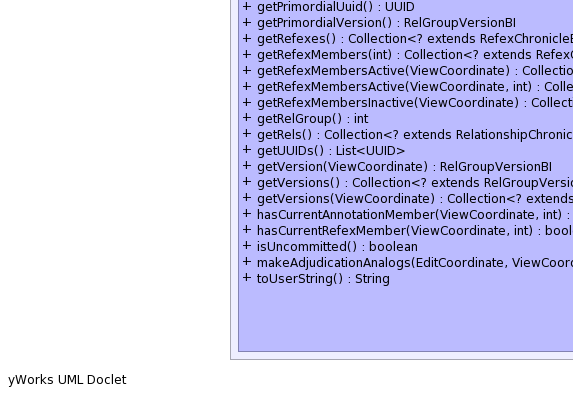 + getPrimordialUuid() : UUID
+ getPrimordialVersion() : RelGroupVersionBI
+ getRefexes() : Collection<? extends RefexChronicleB
+ getRefexMembers(int) : Collection<? extends RefexC
+ getRefexMembersActive(ViewCoordinate) : Collectio
+ getRefexMembersActive(ViewCoordinate, int) : Colle
+ getRefexMembersInactive(ViewCoordinate) : Collect
+ getRelGroup() : int
+ getRels() : Collection<? extends RelationshipChronic
+ getUUIDs() : List<UUID>
+ getVersion(ViewCoordinate) : RelGroupVersionBI
+ getVersions() : Collection<? extends RelGroupVersio
+ getVersions(ViewCoordinate) : Collection<? extends
+ hasCurrentAnnotationMember(ViewCoordinate, int) :
+ hasCurrentRefexMember(ViewCoordinate, int) : bool
+ isUncommitted() : boolean
+ makeAdjudicationAnalogs(EditCoordinate, ViewCoord
+ toUserString() : String
yWorks UML Doclet